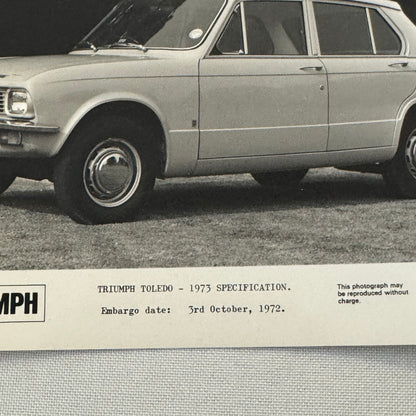 MPH
TRIUMPH TOLEDO - 1973 SPECIFICATION.
Embargo date: 3rd October, 1972.
This photograph may
be reproduced without
charge.